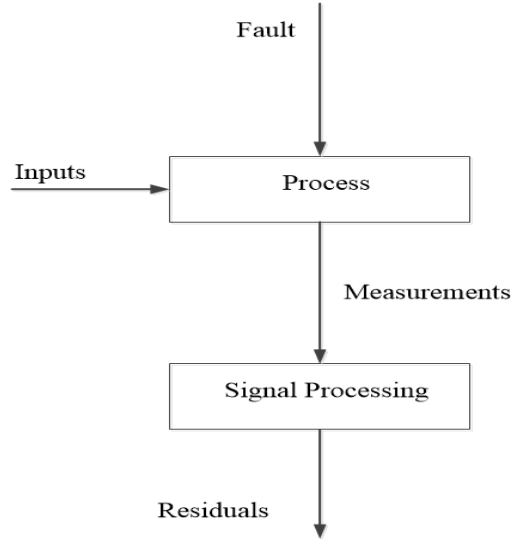 Fault
Inputs
Process
Measurements
Signal Processing
Residuals